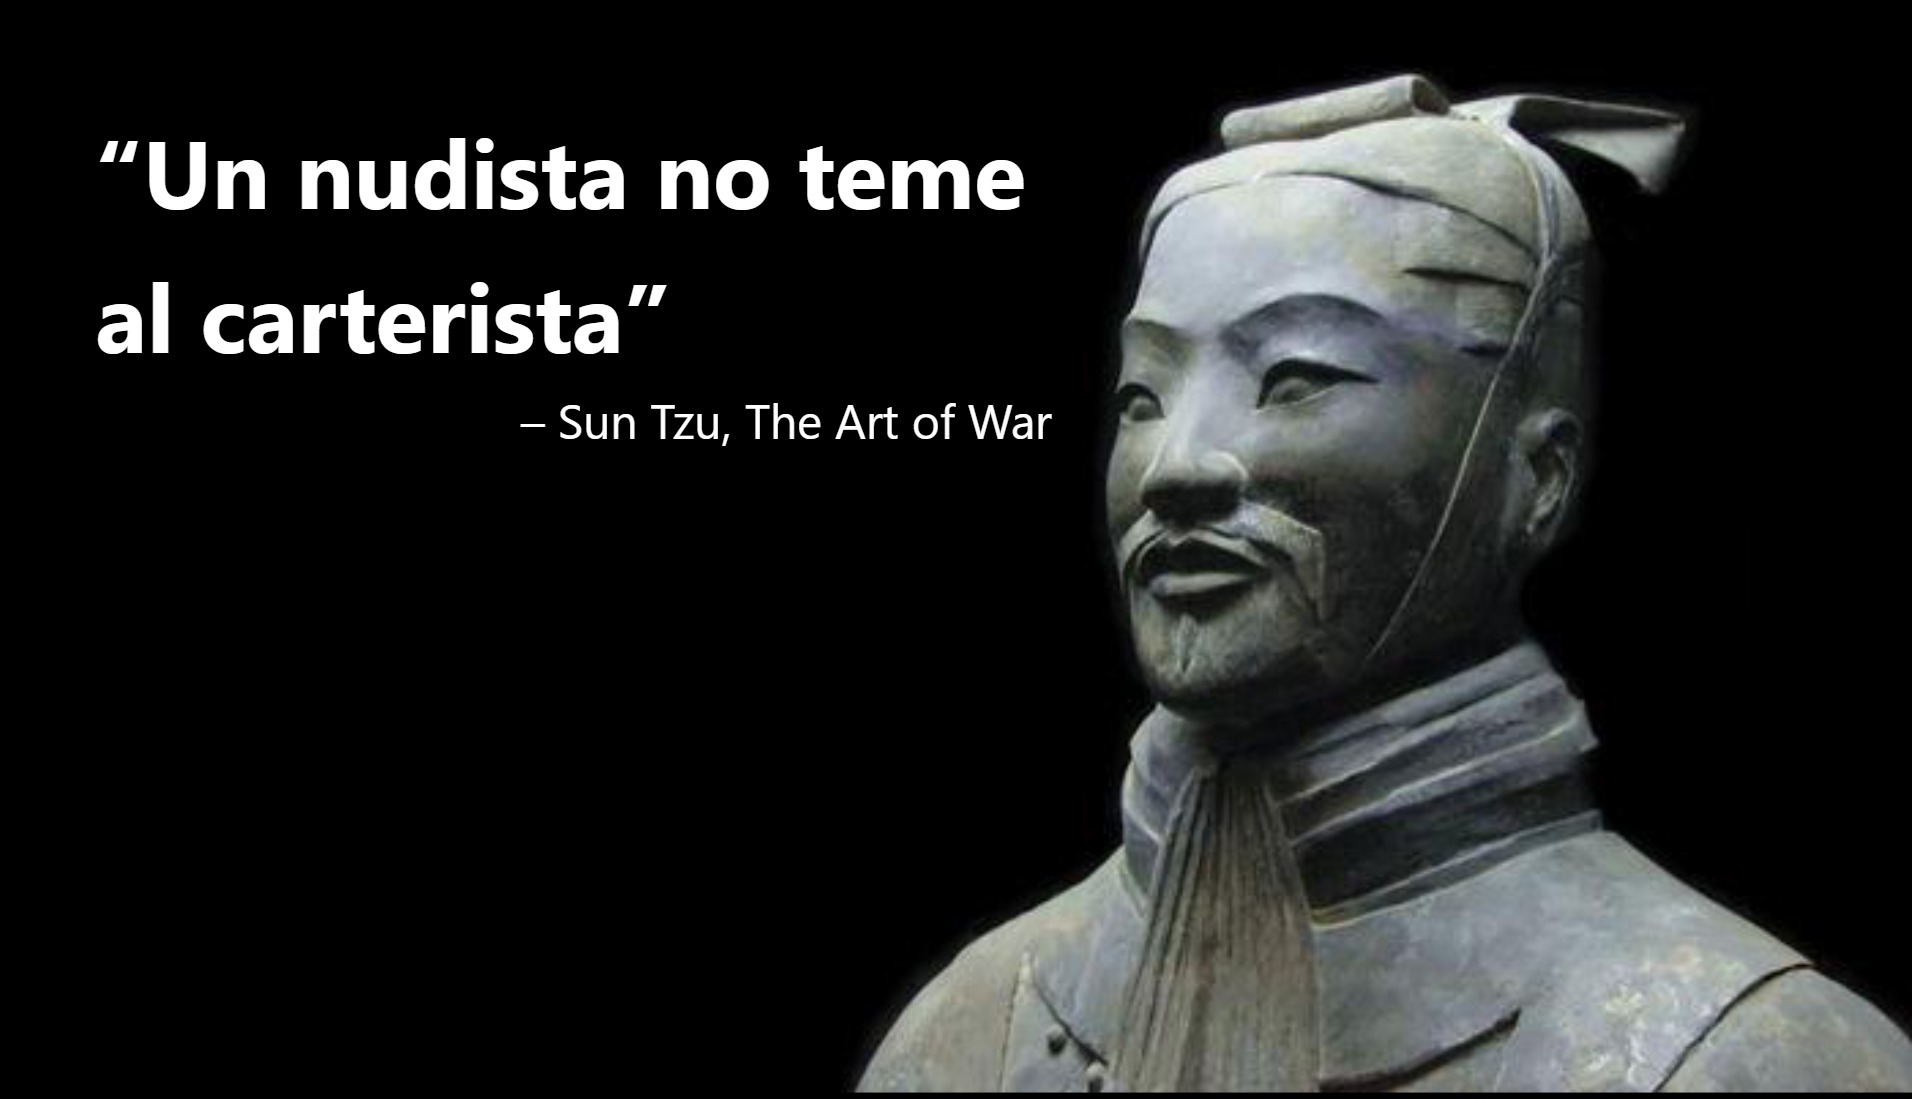 “Un nudista no teme
al carterista”
– Sun Tzu, The Art of War